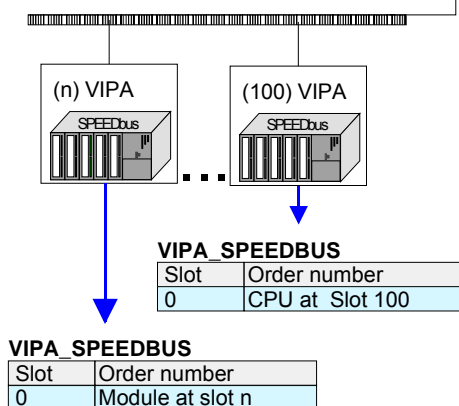 (n) VIPA
SPEEDbus
(100) VIPA
SPEEDbus
VIPA_SPEEDBUS
Slot Order number
0 CPU at Slot 100
VIPA_SPEEDBUS
Slot Order number
0 Module at slot n